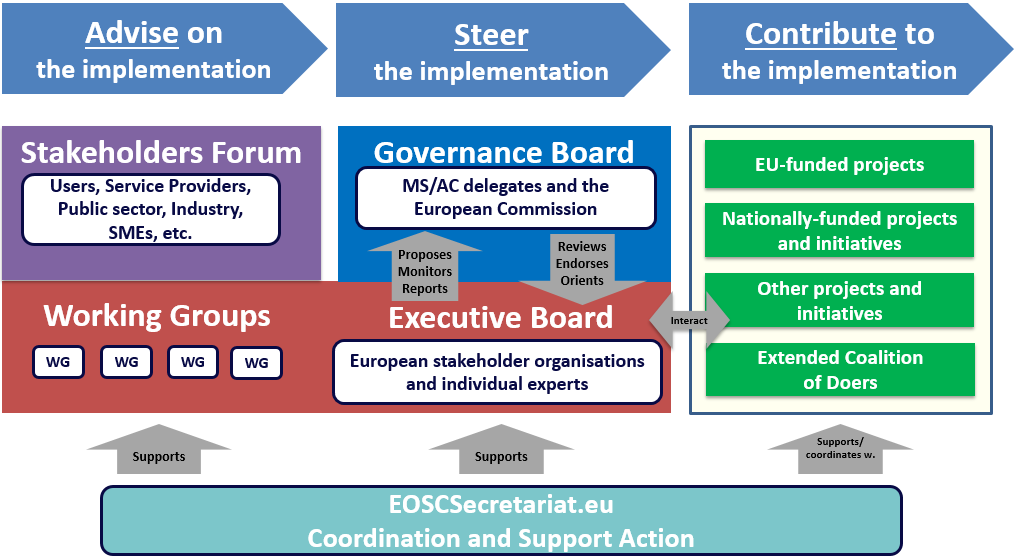 Advise on
the implementation
Steer
the implementation
Contribute to
the implementation
Stakeholders Forum
Users, Service Providers,
Public sector, Industry,
SMEs, etc.
Governance Board
MS/AC delegates and the
European Commission
Proposes
Monitors
Reports
Reviews
Endorses
Orients
Working Groups
WG
WG
WG
WG
Executive Board
European stakeholder organisations
and individual experts
Interact
EU-funded projects
Nationally-funded projects
and initiatives
Other projects and
initiatives
Extended Coalition
of Doers
Supports
Supports
Supports/
coordinates w.
EOSCSecretariat.eu
Coordination and Support Action